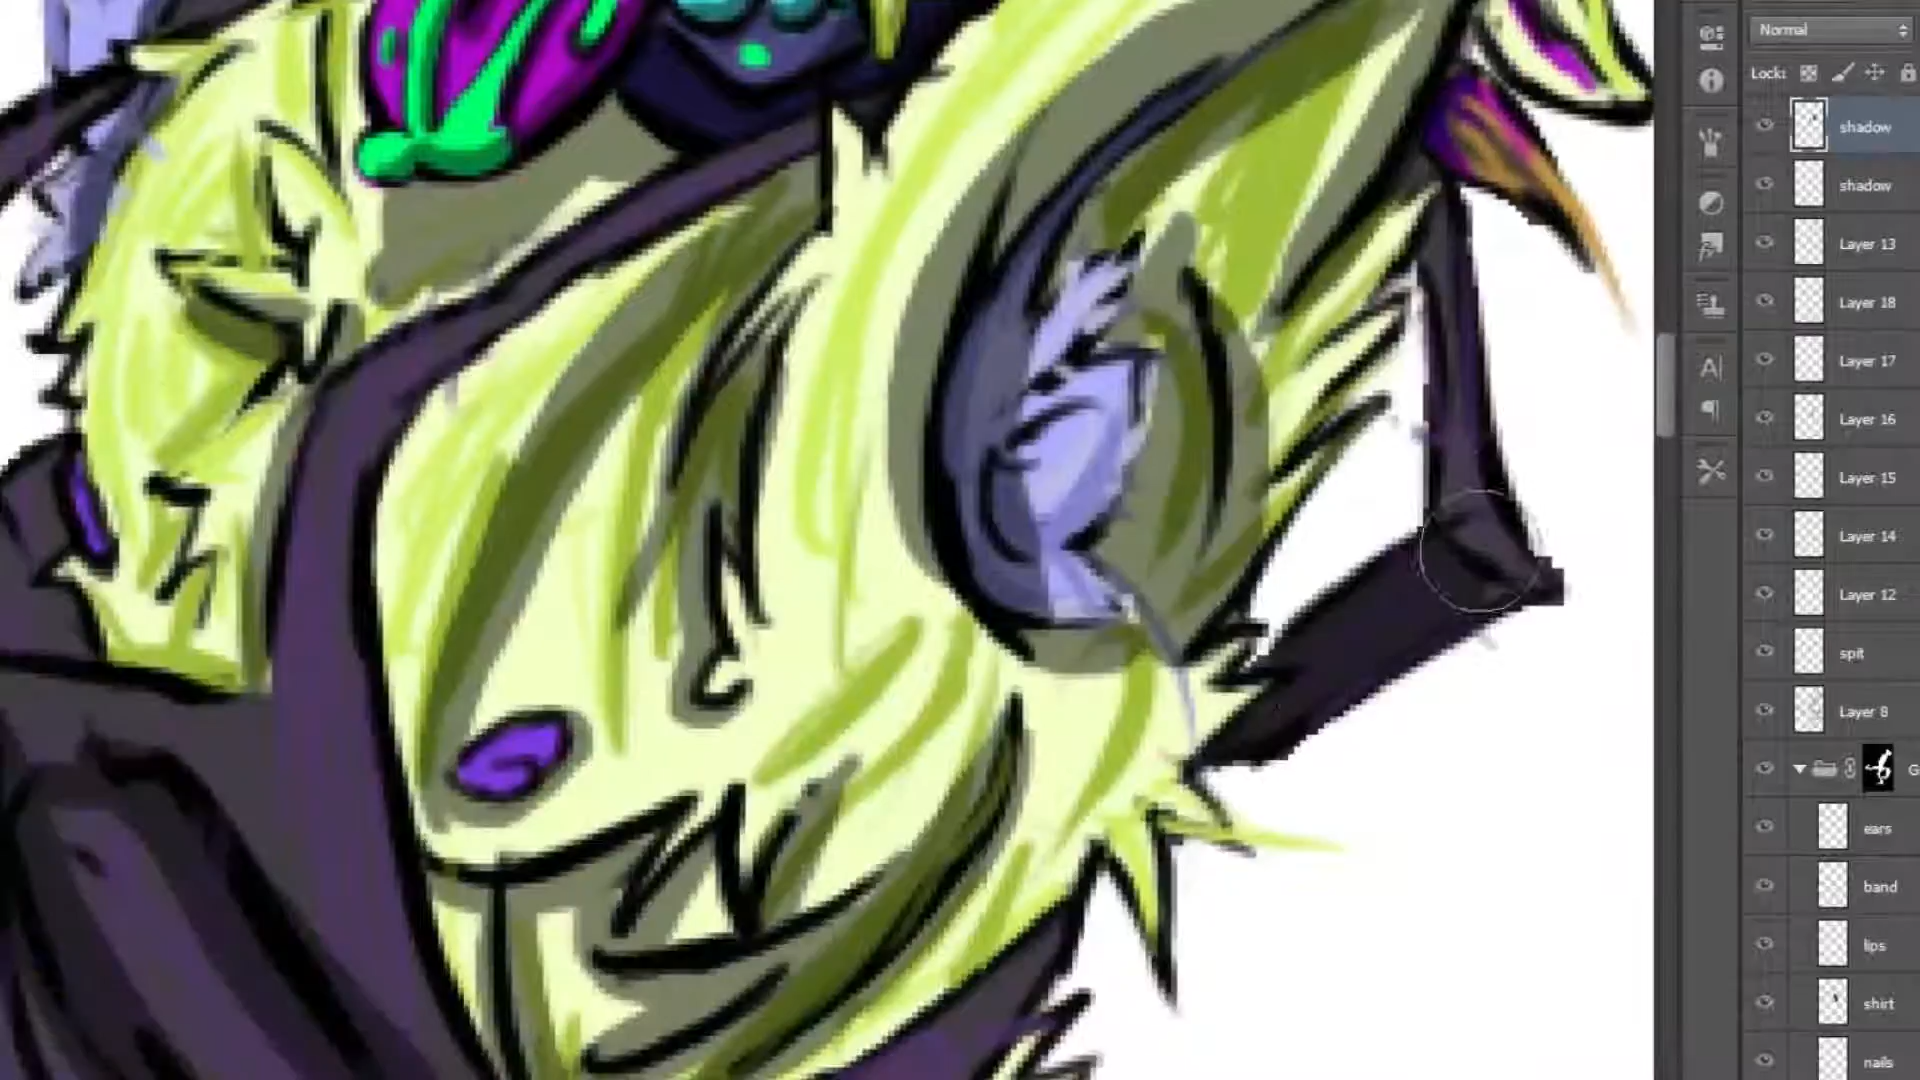 Normal
Lock:
shadow
shadow
Layer 13
Layer 18
Layer 17
Layer 16
Layer 15
Layer 14
Layer 12
spit
Layer 8
G
ears
band
lips
shirt
nails